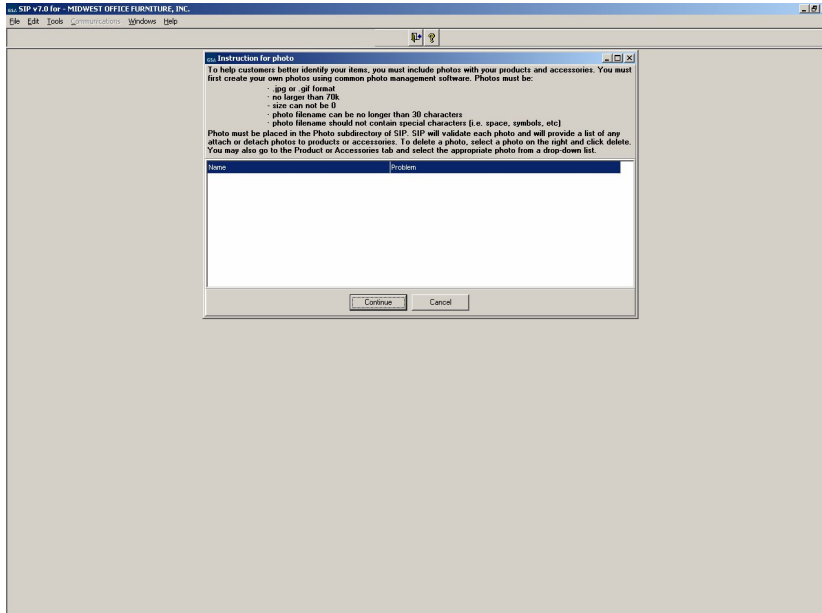 GSA SIP v7.0 for - MIDWEST OFFICE FURNITURE, INC.
File Edit Tools Communications Windows Help
GSA Instruction for photo
To help customers better identify your items, you must include photos with your products and accessories. You must
first create your own photos using common photo management software. Photos must be:
- .jpg or .gif format
- no larger than 70k
- size can not be 0
- photo filename can be no longer than 30 characters
- photo filename should not contain special characters (i.e. space, symbols, etc)
Photo must be placed in the Photo subdirectory of SIP. SIP will validate each photo and will provide a list of any
attach or detach photos to products or accessories. To delete a photo, select a photo on the right and click delete.
You may also go to the Product or Accessories tab and select the appropriate photo from a drop-down list.
Name Problem
Continue Cancel